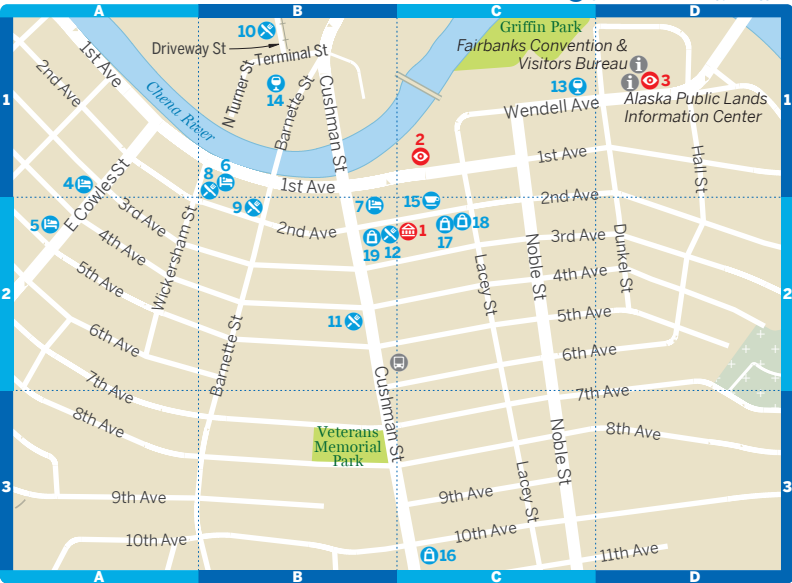 A
B
C
D
10
Griffin Park
Driveway St
Terminal St
Fairbanks Convention &
Visitors Bureau
1st Ave
2nd Ave
Chena River
N Turner St
14
Barnette St
Cushman St
13
3
Wendell Ave
Alaska Public Lands
Information Center
1
1
2
1st Ave
Hall St
8
6
4
E Cowles St
1st Ave
9
7
15
2nd Ave
5
3rd Ave
Wickersham St
2nd Ave
19
12
1
17
18
3rd Ave
Dunkel St
4th Ave
Noble St
Lacey St
4th Ave
5th Ave
2
2
11
5th Ave
6th Ave
6th Ave
Barnette St
7th Ave
Cushman St
7th Ave
8th Ave
Veterans
Memorial
Park
Noble St
8th Ave
3
3
9th Ave
9th Ave
Lacey St
10th Ave
10th Ave
16
11th Ave
A
B
C
D